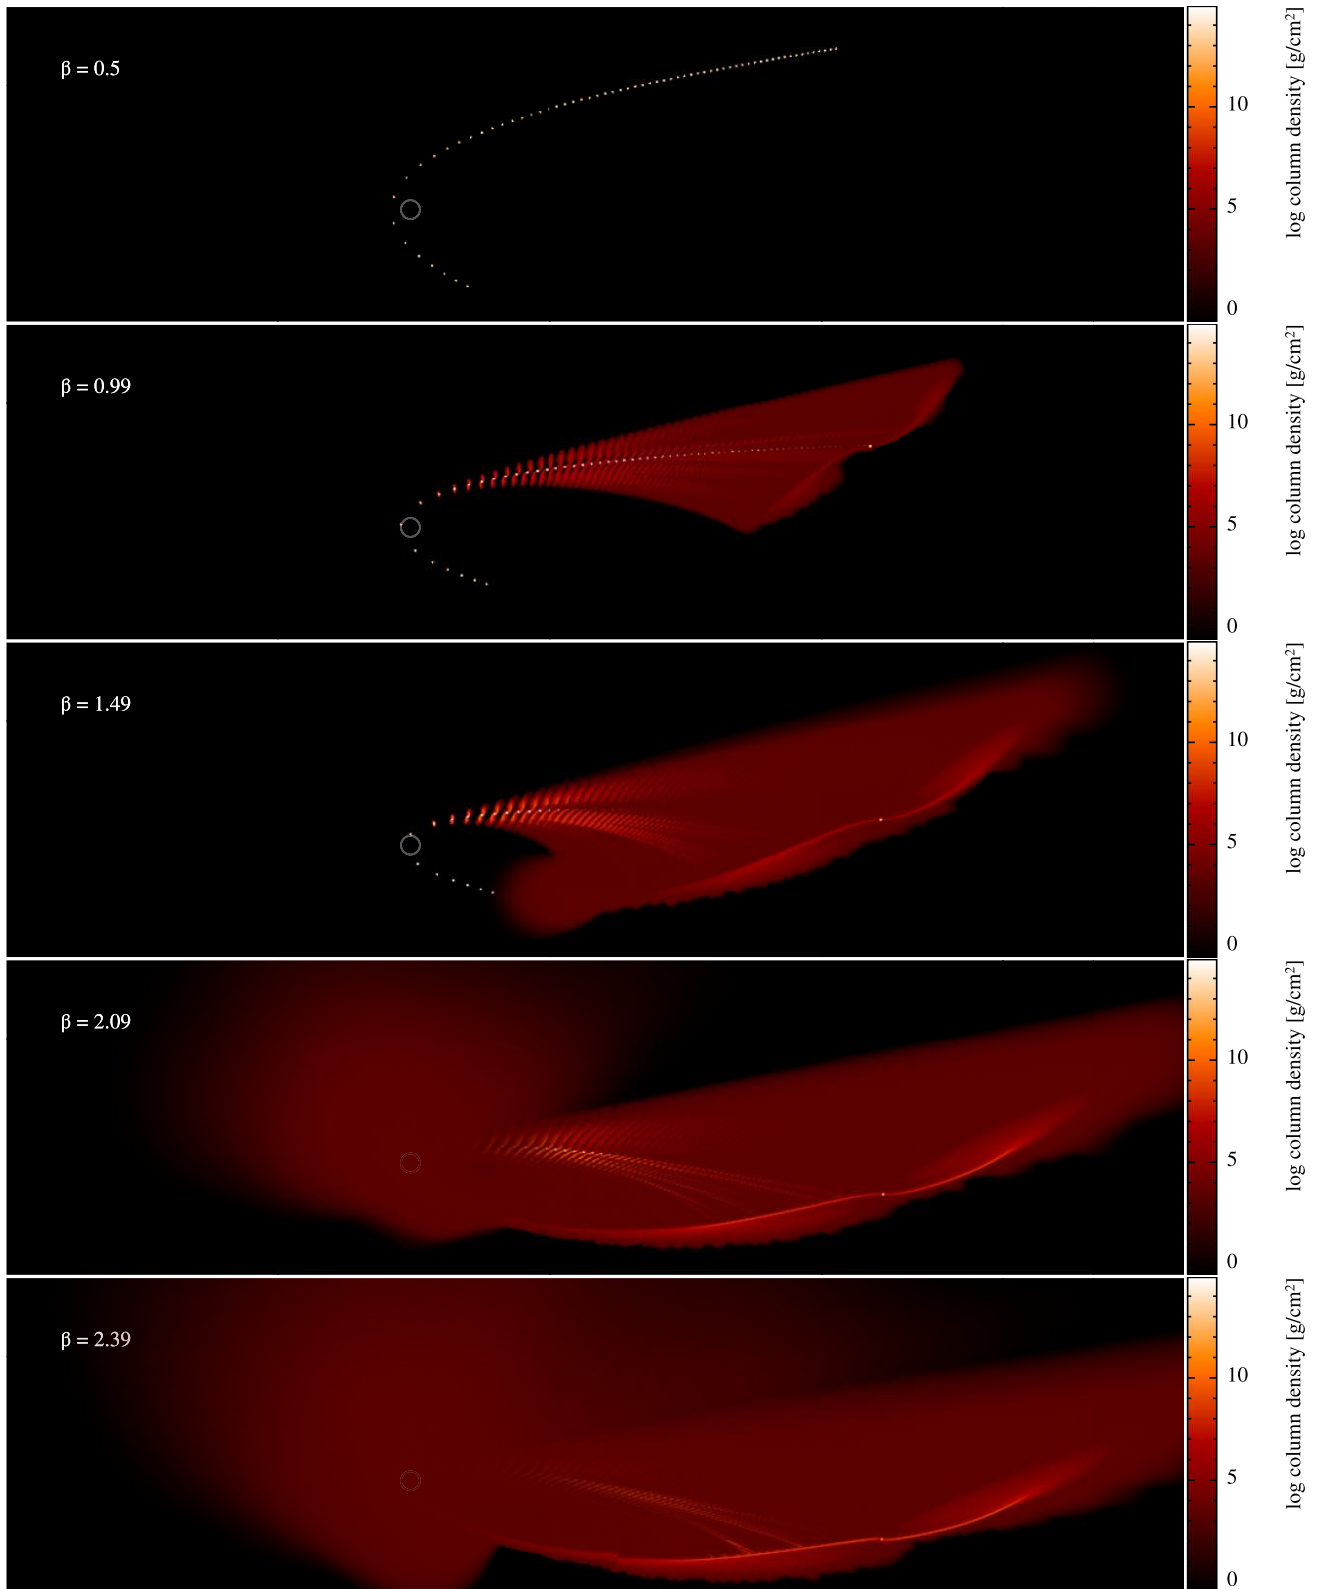 β = 0.5
10
5
0
log column density [g/cm²]
β = 0.99
10
5
0
log column density [g/cm²]
β = 1.49
10
5
0
log column density [g/cm²]
β = 2.09
10
5
0
log column density [g/cm²]
β = 2.39
10
5
0
log column density [g/cm²]